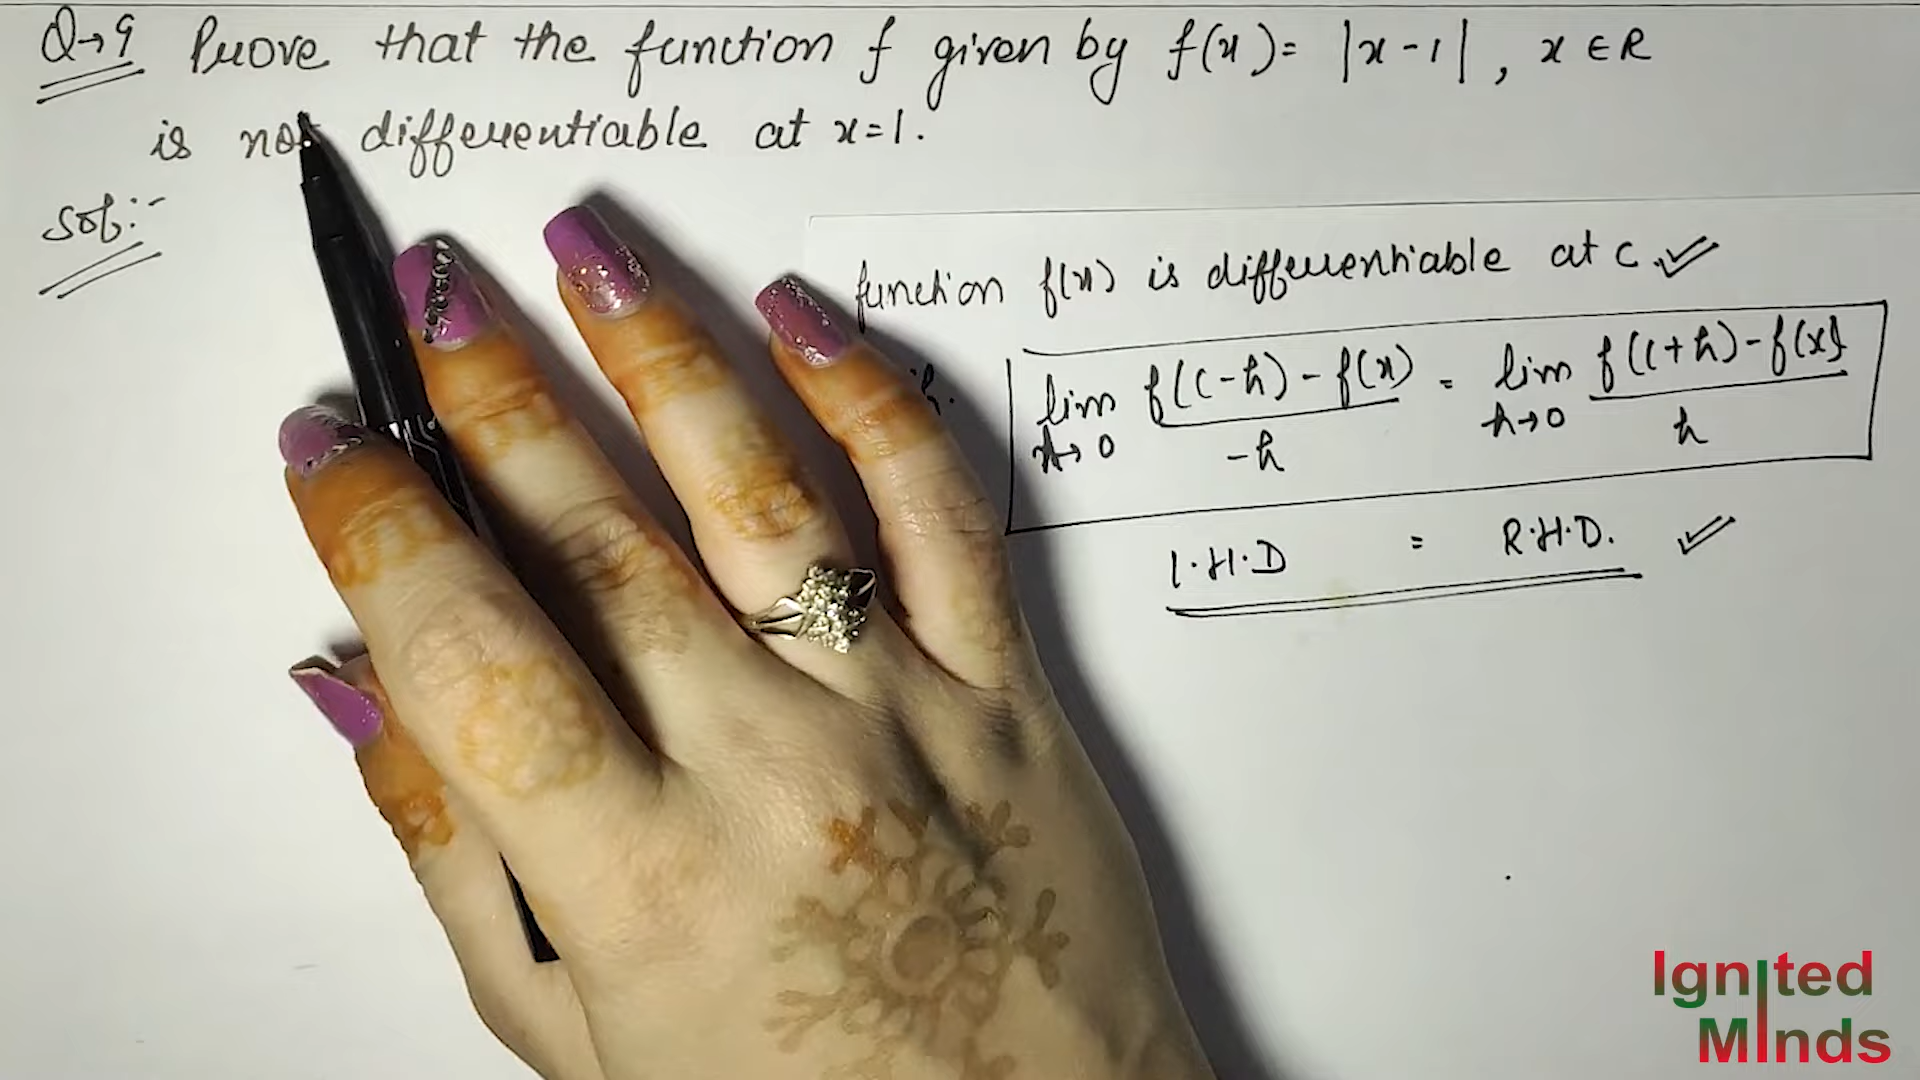 Q→9 Prove that the function f given by f(x) = |x-1|, x ∈ R
is not differentiable at x=1.
Sol:-
function f(x) is differentiable at c
lim h→0 f(c-h) - f(x) / -h = lim h→0 f(c+h) - f(x) / h
L.H.D = R.H.D.
Ignited
Minds